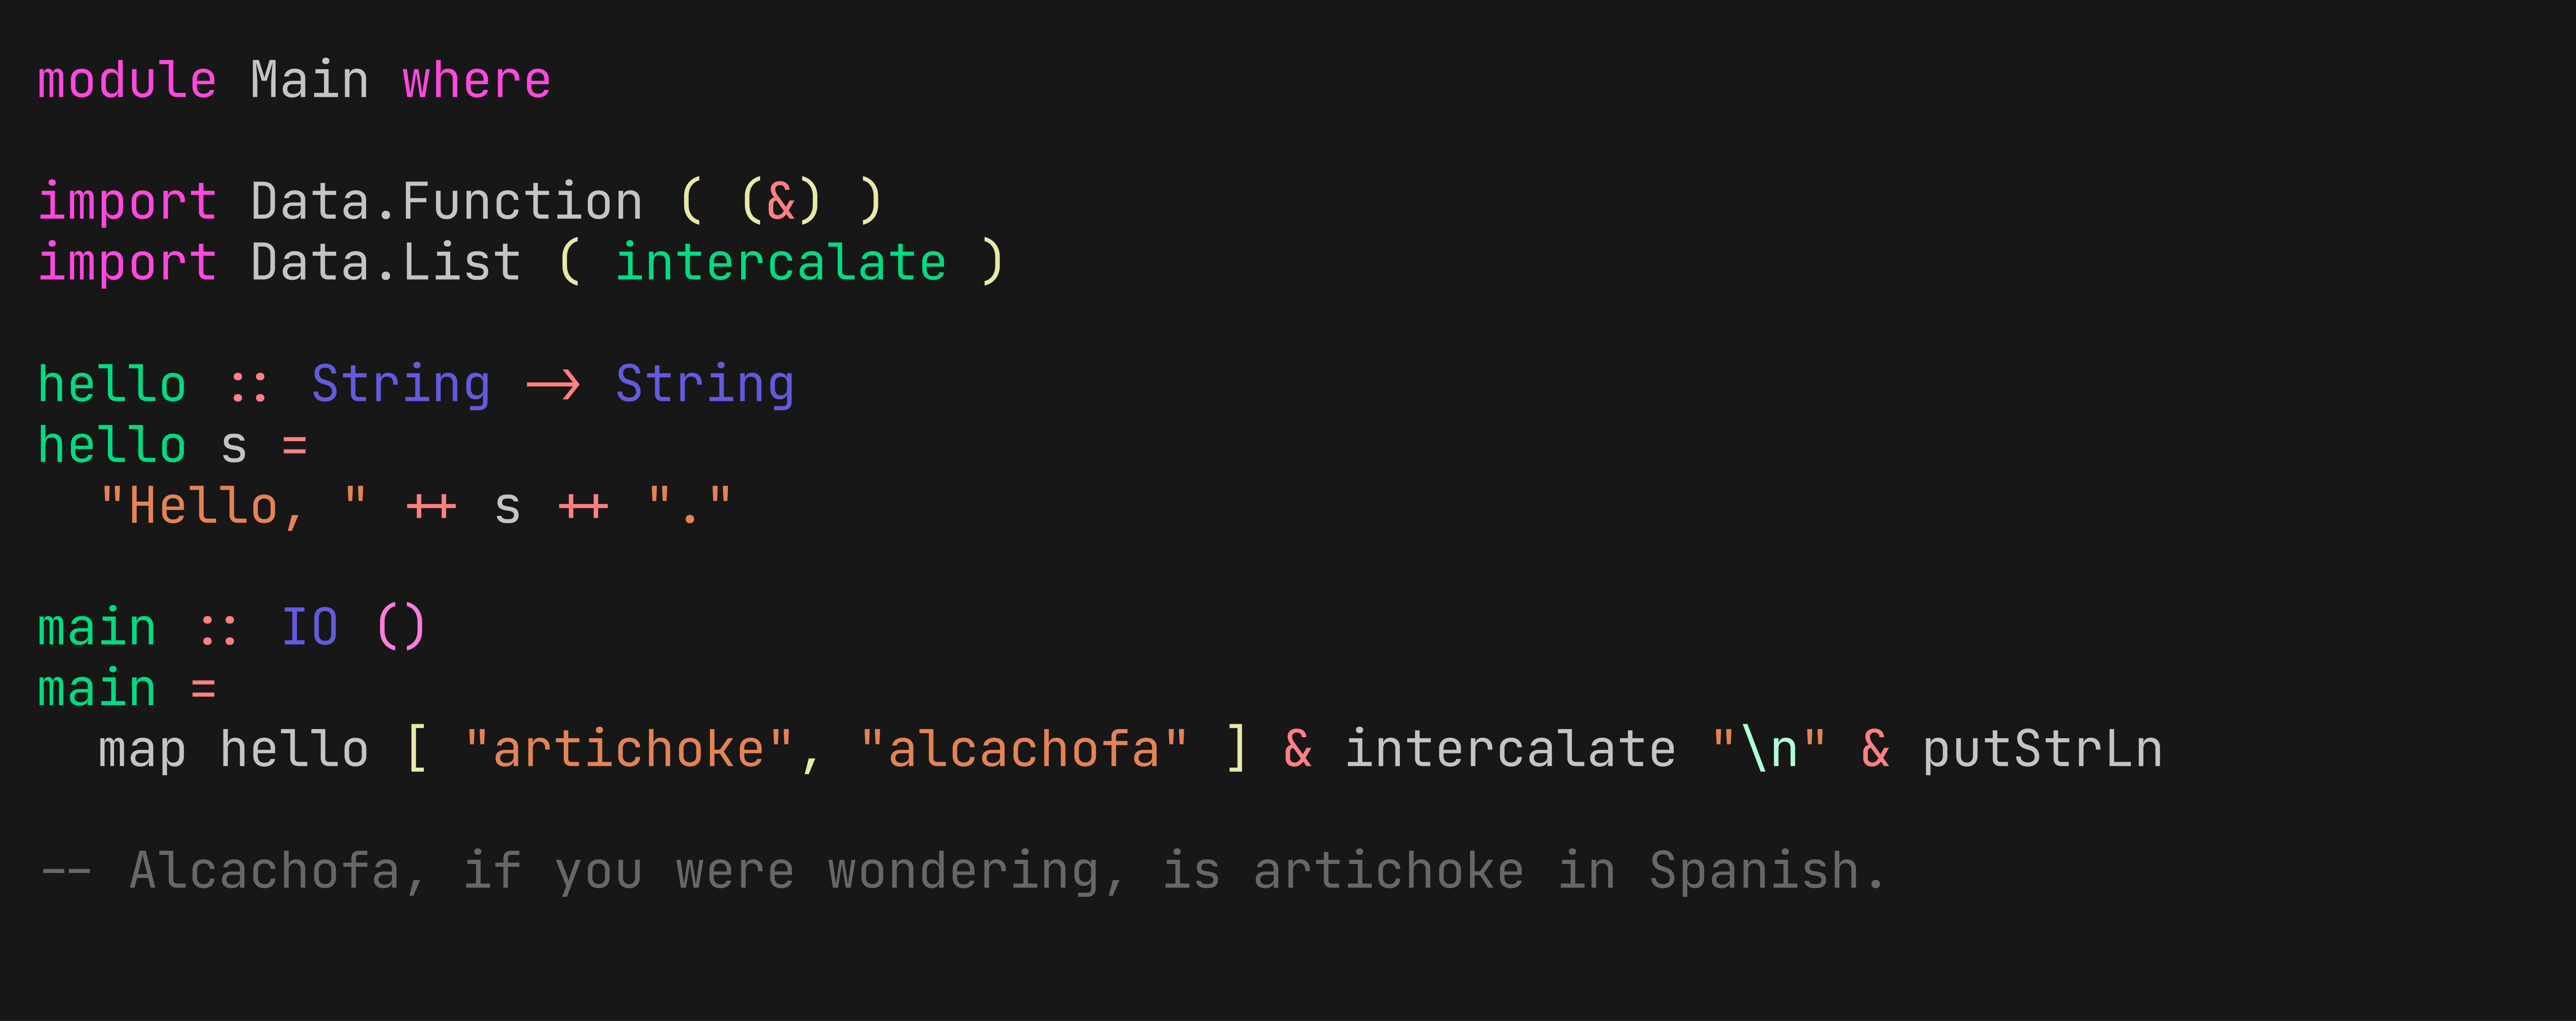 module Main where
import Data.Function ( (&) )
import Data.List ( intercalate )
hello :: String -> String
hello s =
  "Hello, " ++ s ++ "."
main :: IO ()
main =
  map hello [ "artichoke", "alcachofa" ] & intercalate "\n" & putStrLn
-- Alcachofa, if you were wondering, is artichoke in Spanish.